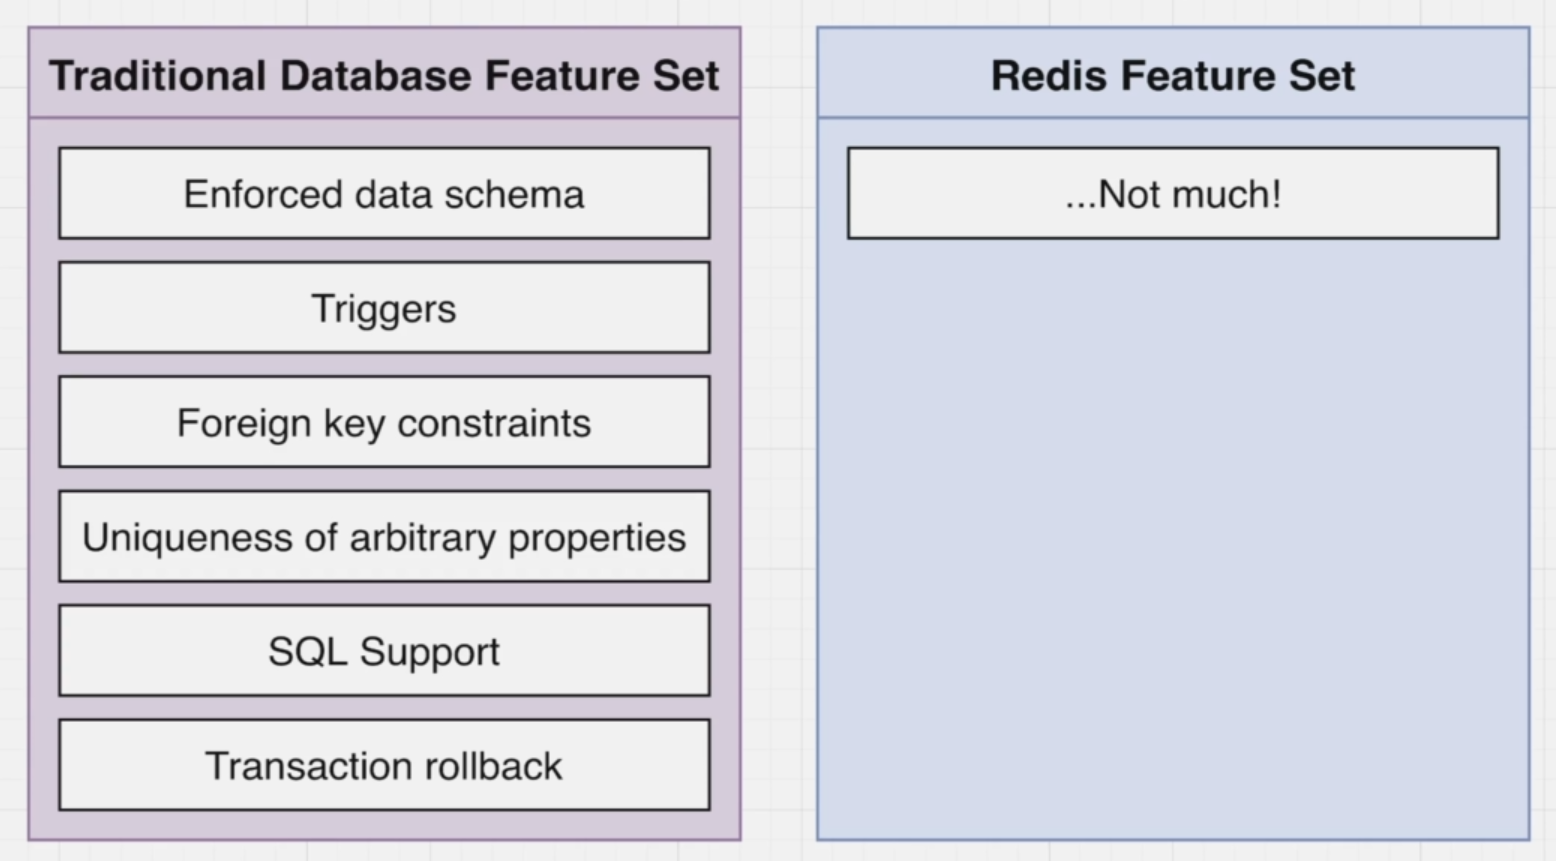 Traditional Database Feature Set
Enforced data schema
Triggers
Foreign key constraints
Uniqueness of arbitrary properties
SQL Support
Transaction rollback
Redis Feature Set
...Not much!